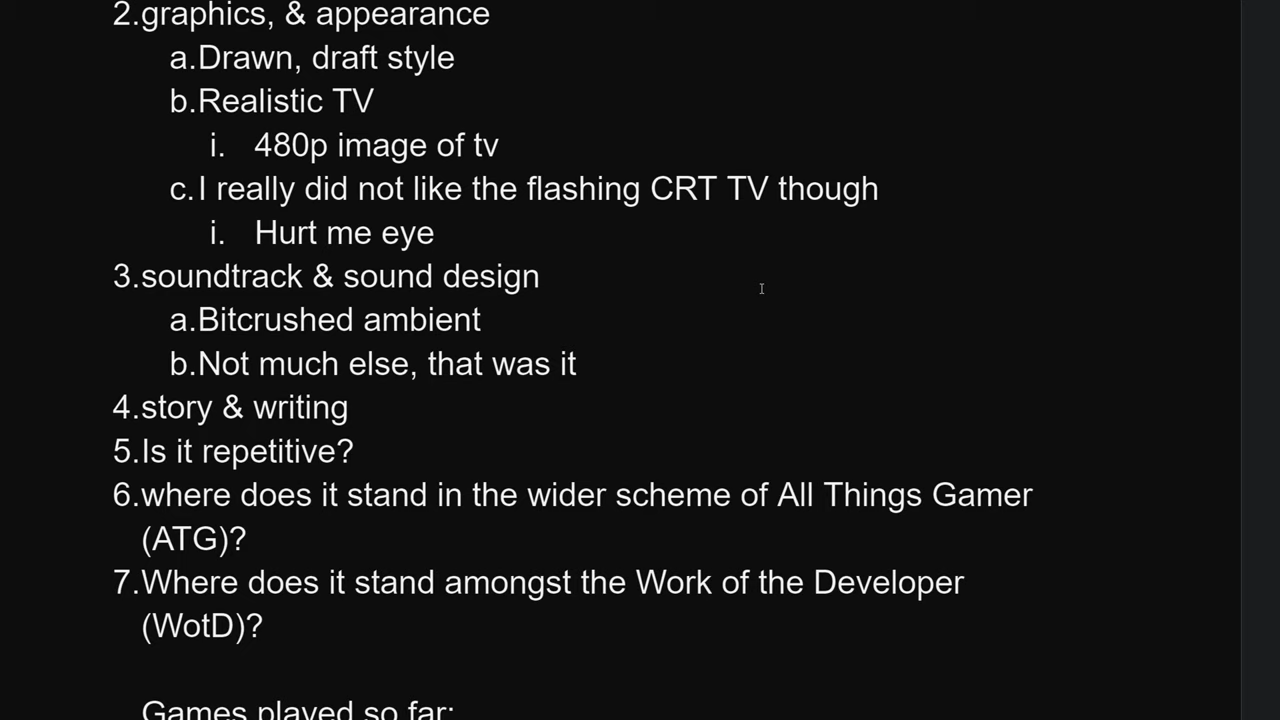 2.graphics, & appearance
a.Drawn, draft style
b.Realistic TV
i. 480p image of tv
c.I really did not like the flashing CRT TV though
i. Hurt me eye
3.soundtrack & sound design
a.Bitcrushed ambient
b.Not much else, that was it
4.story & writing
5.Is it repetitive?
6.where does it stand in the wider scheme of All Things Gamer
(ATG)?
7.Where does it stand amongst the Work of the Developer
(WotD)?
Games played so far: